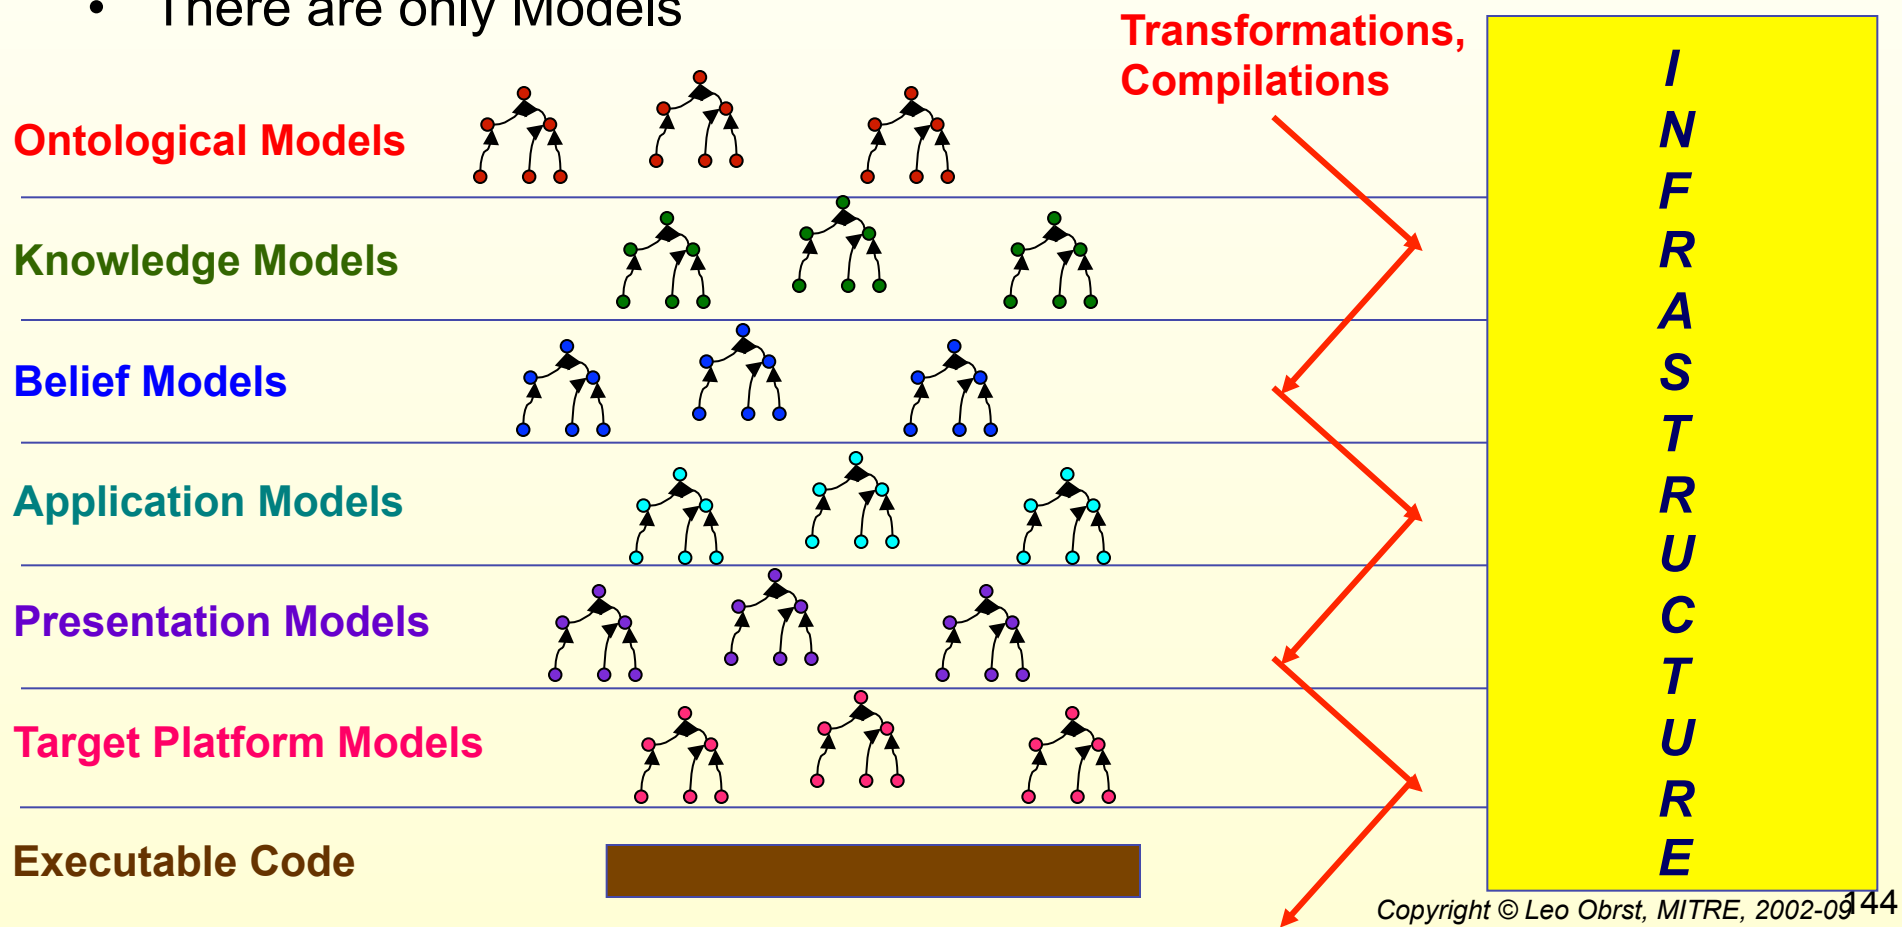 • There are only Models
Transformations,
Compilations
Ontological Models
Knowledge Models
Belief Models
Application Models
Presentation Models
Target Platform Models
Executable Code
I
N
F
R
A
S
T
R
U
C
T
U
R
E
Copyright © Leo Obrst, MITRE, 2002-09
144